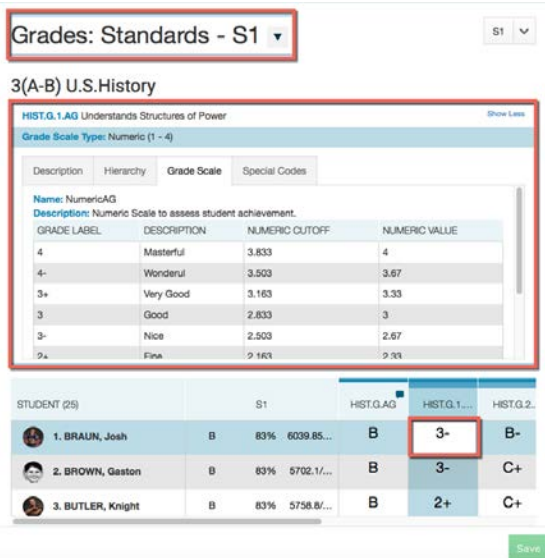 Grades: Standards - S1
S1
3(A-B) U.S.History
HIST.G.1.AG Understands Structures of Power Show Less
Grade Scale Type: Numeric (1 - 4)
Description Hierarchy Grade Scale Special Codes
Name: NumericAG
Description: Numeric Scale to assess student achievement.
GRADE LABEL DESCRIPTION NUMERIC CUTOFF NUMERIC VALUE
4 Masterful 3.833 4
4- Wonderul 3.503 3.67
3+ Very Good 3.163 3.33
3 Good 2.833 3
3- Nice 2.503 2.67
2+ Fine 2.163 2.33
STUDENT (25) S1 HIST.G.AG HIST.G.1.... HIST.G.2..
1. BRAUN, Josh B 83% 6039.85... B 3- B-
2. BROWN, Gaston B 83% 5702.1/... B 3- C+
3. BUTLER, Knight B 83% 5758.8/... B 2+ C+
Save